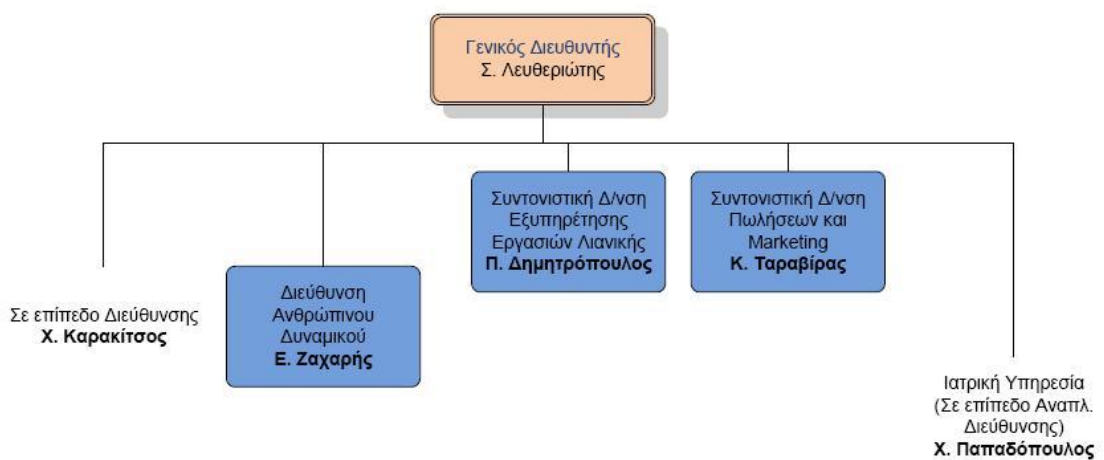 Γενικός Διευθυντής
Σ. Λευθεριώτης
Σε επίπεδο Διεύθυνσης
Χ. Καρακίτσος
Διεύθυνση
Ανθρώπινου
Δυναμικού
Ε. Ζαχαρής
Συντονιστική Δ/νση
Εξυπηρέτησης
Εργασιών Λιανικής
Π. Δημητρόπουλος
Συντονιστική Δ/νση
Πωλήσεων και
Marketing
Κ. Ταραβίρας
Ιατρική Υπηρεσία
(Σε επίπεδο Αναπλ.
Διεύθυνσης)
Χ. Παπαδόπουλος